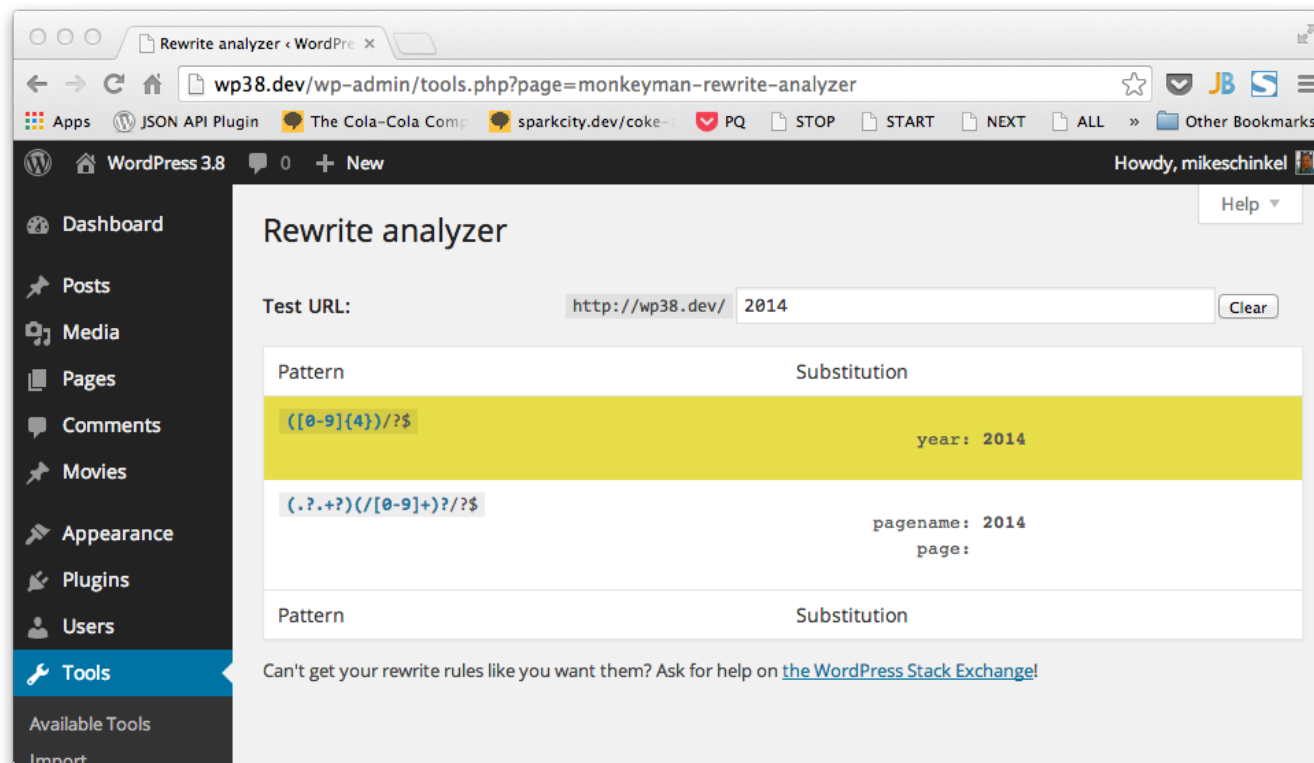 Rewrite analyzer ‹ WordPre
wp38.dev/wp-admin/tools.php?page=monkeyman-rewrite-analyzer
JB S
Apps JSON API Plugin The Cola-Cola Comp sparkcity.dev/coke- PQ STOP START NEXT ALL » Other Bookmarks
WordPress 3.8 0 + New Howdy, mikeschinkel
Help
Dashboard
Posts
Media
Pages
Comments
Movies
Appearance
Plugins
Users
Tools
Available Tools
Import
Rewrite analyzer
Test URL: http://wp38.dev/ 2014 Clear
Pattern Substitution
([0-9]{4})/?$ year: 2014
(.?.+?)(/[0-9]+)?/?$ pagename: 2014
page:
Pattern Substitution
Can't get your rewrite rules like you want them? Ask for help on the WordPress Stack Exchange!